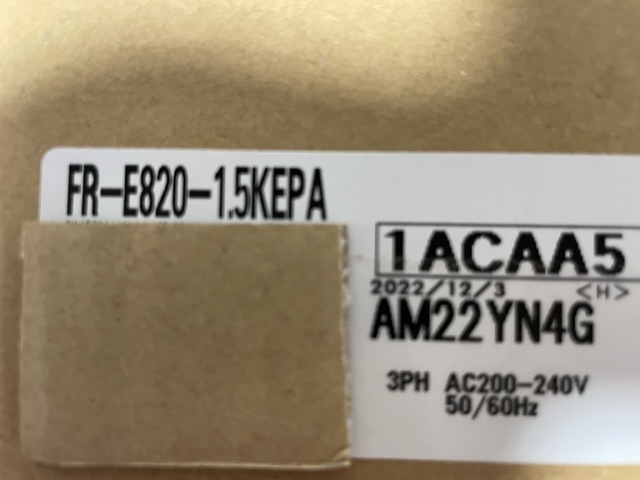 FR-E820-1.5KEPA
1ACAA5
2022/12/3 <H>
AM22YN4G
3PH AC200-240V
50/60Hz